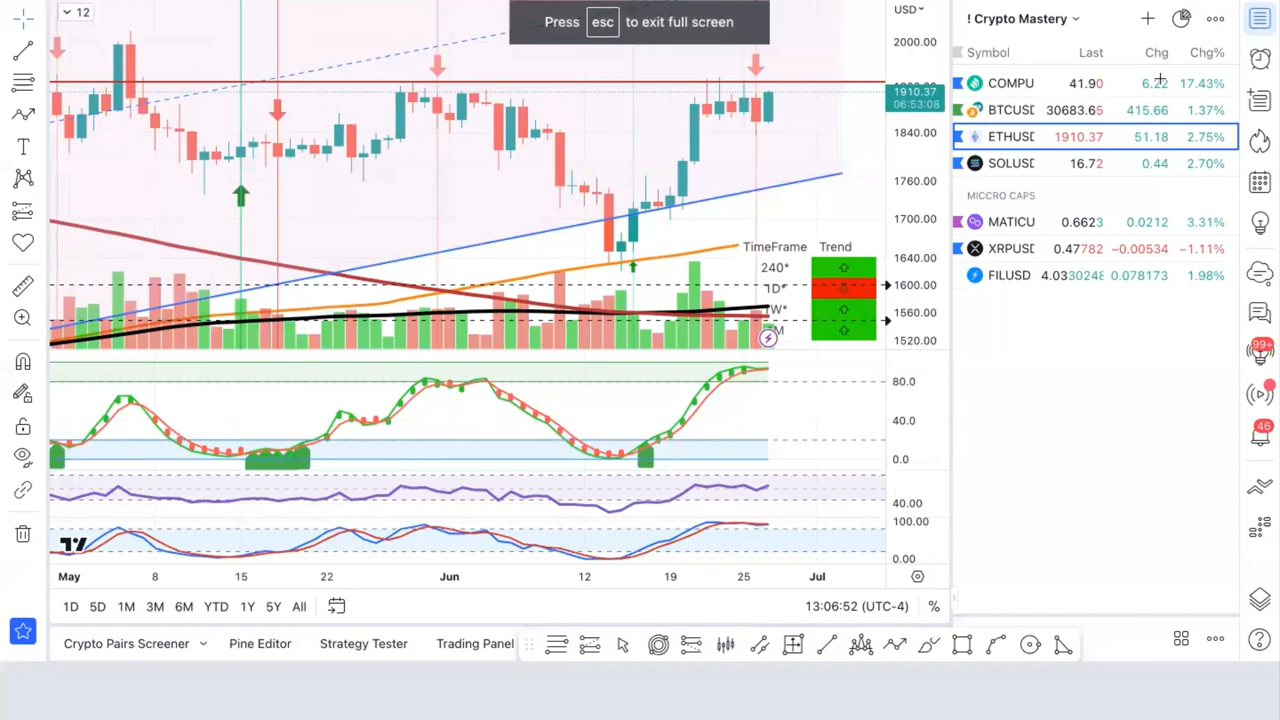 12
Press esc to exit full screen
USD
2000.00
1910.37
06:53:08
1840.00
1760.00
1700.00
1640.00
1600.00
1560.00
1520.00
TimeFrame Trend
240*
1D*
1W*
80.0
40.0
0.0
40.00
100.00
0.00
May 8 15 22 Jun 12 19 25 Jul
1D 5D 1M 3M 6M YTD 1Y 5Y All
13:06:52 (UTC-4) %
Crypto Pairs Screener Pine Editor Strategy Tester Trading Panel
! Crypto Mastery
Symbol Last Chg Chg%
COMPU 41.90 6.22 17.43%
BTCUSD 30683.65 415.66 1.37%
ETHUSD 1910.37 51.18 2.75%
SOLUSD 16.72 0.44 2.70%
MICCRO CAPS
MATICU 0.6623 0.0212 3.31%
XRPUSD 0.47782 −0.00534 −1.11%
FILUSD 4.0330248 0.078173 1.98%
99+
46